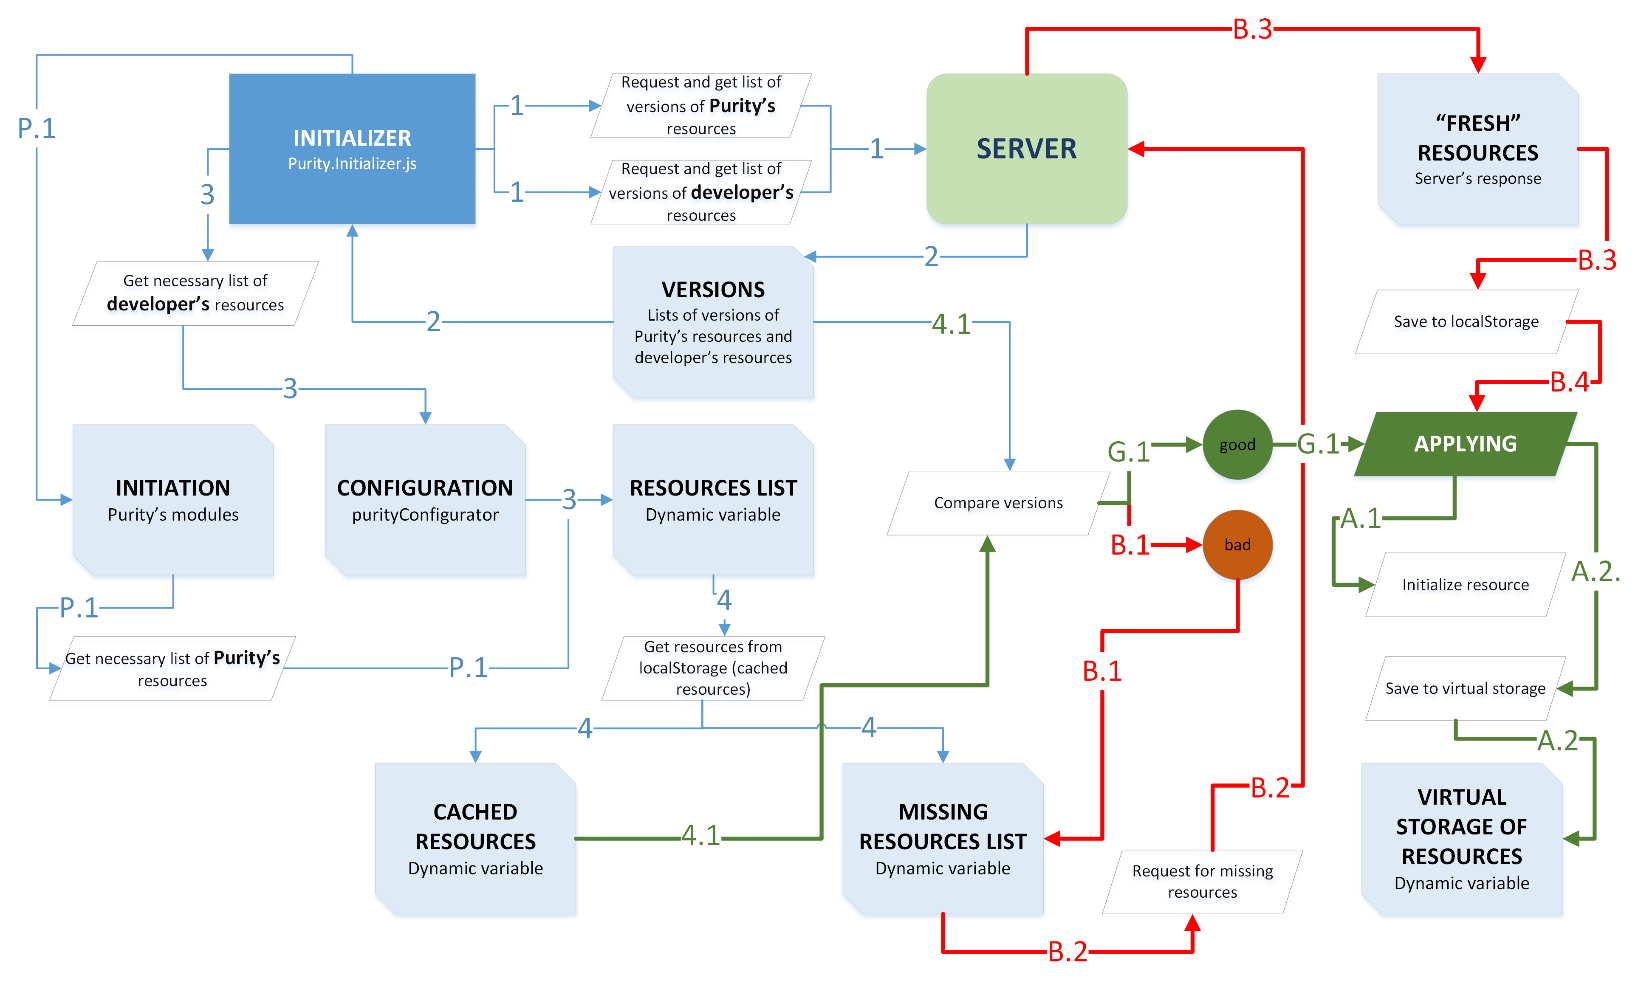 B.3
P.1
INITIALIZER
Purity.Initializer.js
1
Request and get list of
versions of Purity's
resources
1
Request and get list of
versions of developer's
resources
1
SERVER
“FRESH”
RESOURCES
Server's response
3
Get necessary list of
developer's resources
2
VERSIONS
Lists of versions of
Purity's resources and
developer's resources
2
4.1
B.3
Save to localStorage
B.4
3
INITIATION
Purity's modules
CONFIGURATION
purityConfigurator
3
RESOURCES LIST
Dynamic variable
Compare versions
G.1
good
G.1
APPLYING
B.1
bad
A.1
Initialize resource
A.2.
P.1
Get necessary list of Purity's
resources
P.1
4
Get resources from
localStorage (cached
resources)
B.1
Save to virtual storage
A.2
4
4
CACHED
RESOURCES
Dynamic variable
4.1
MISSING
RESOURCES LIST
Dynamic variable
B.2
Request for missing
resources
B.2
VIRTUAL
STORAGE OF
RESOURCES
Dynamic variable